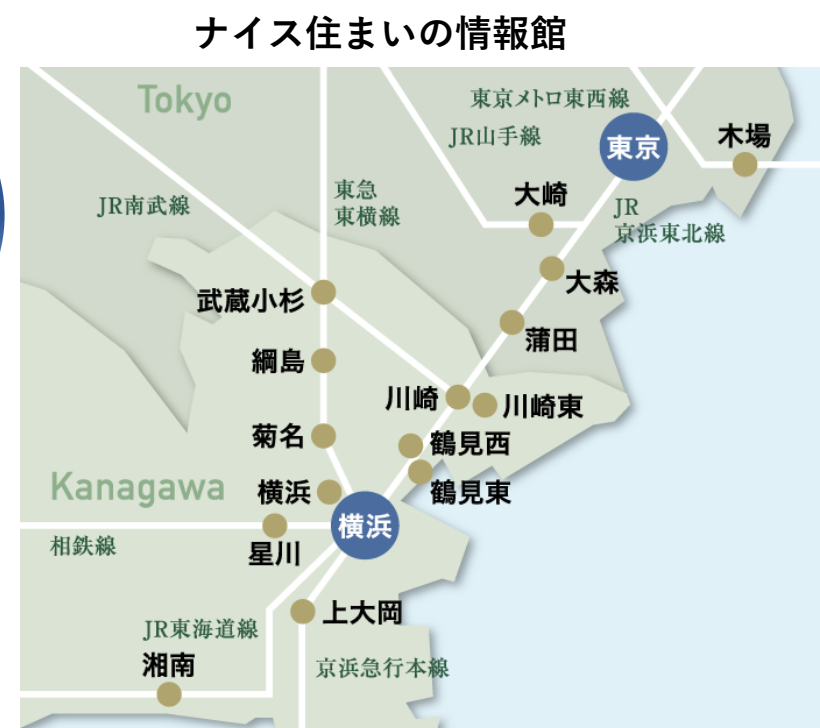 ナイス住まいの情報館
Tokyo
東京メトロ東西線
JR山手線
東京
木場
JR南武線
東急
東横線
大崎
JR
京浜東北線
大森
武蔵小杉
蒲田
綱島
川崎
川崎東
菊名
鶴見西
Kanagawa
横浜
鶴見東
横浜
相鉄線
星川
上大岡
JR東海道線
湘南
京浜急行本線